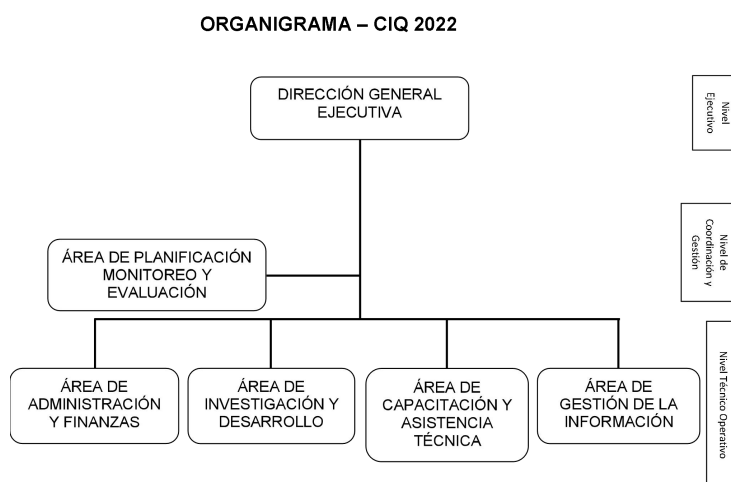 ORGANIGRAMA – CIQ 2022
DIRECCIÓN GENERAL
EJECUTIVA
Nivel
Ejecutivo
ÁREA DE PLANIFICACIÓN
MONITOREO Y
EVALUACIÓN
Nivel de
Coordinación y
Gestión
ÁREA DE
ADMINISTRACIÓN
Y FINANZAS
ÁREA DE
INVESTIGACIÓN Y
DESARROLLO
ÁREA DE
CAPACITACIÓN Y
ASISTENCIA
TÉCNICA
ÁREA DE
GESTIÓN DE LA
INFORMACIÓN
Nivel Técnico Operativo